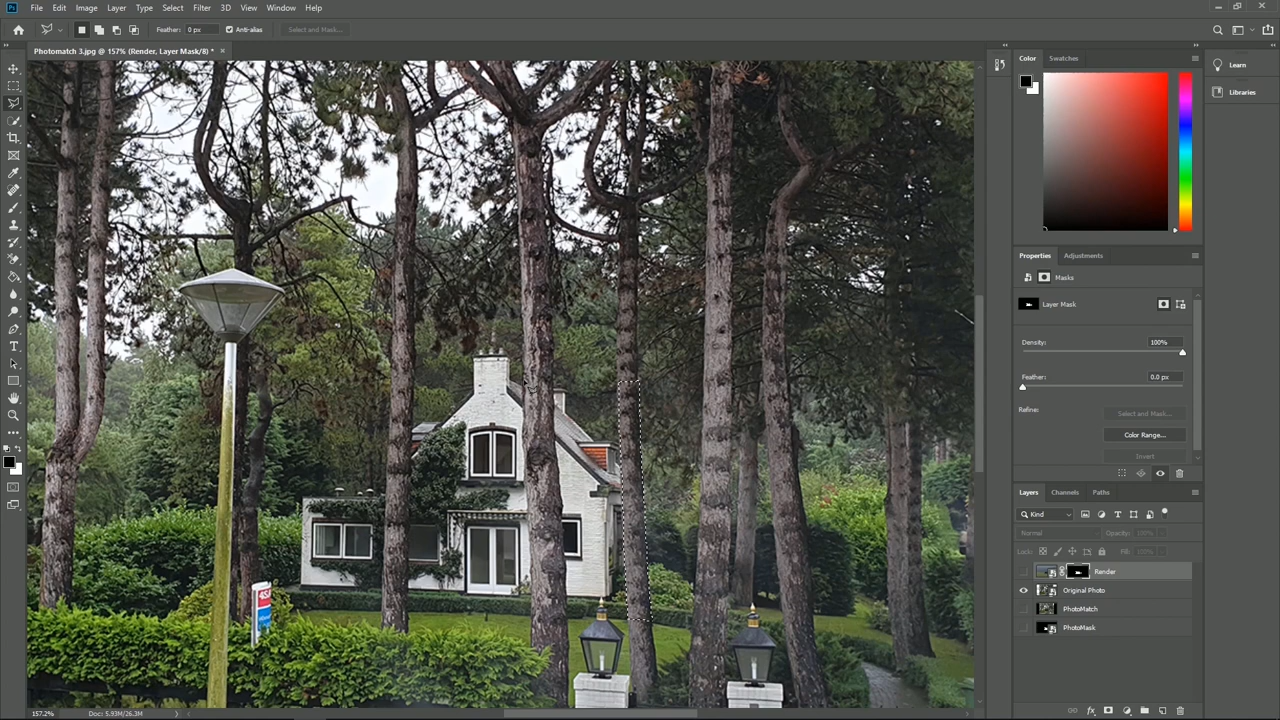 Ps File Edit Image Layer Type Select Filter 3D View Window Help
Feather: 0 px Anti-alias Select and Mask...
Photomatch 3.jpg @ 157% (Render, Layer Mask/8) * ×
Color Swatches
Learn
Libraries
Properties Adjustments
Masks
Layer Mask
Density: 100%
Feather: 0.0 px
Refine: Select and Mask...
Color Range...
Invert
Layers Channels Paths
Kind
Normal Opacity: 100%
Lock: Fill: 100%
Render
Original Photo
PhotoMatch
PhotoMask
157.2% Doc: 5.93M/26.3M